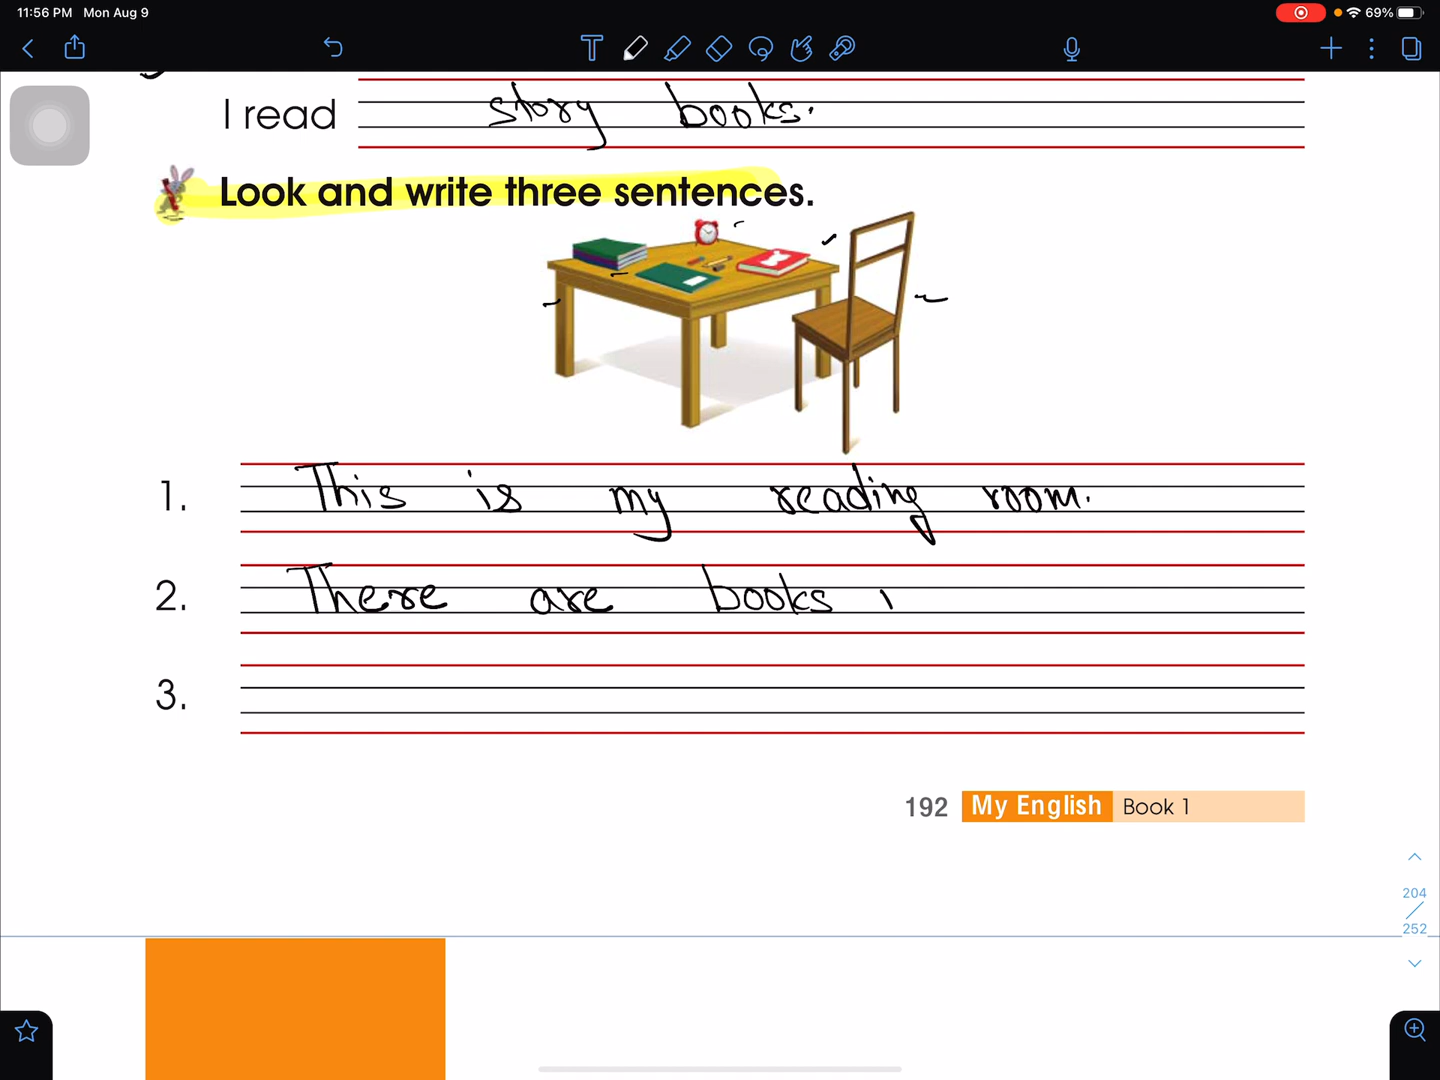 11:56 PM Mon Aug 9
69%
T
I read story books.
Look and write three sentences.
1. This is my reading room.
2. There are books
3.
192 My English Book 1
204
252